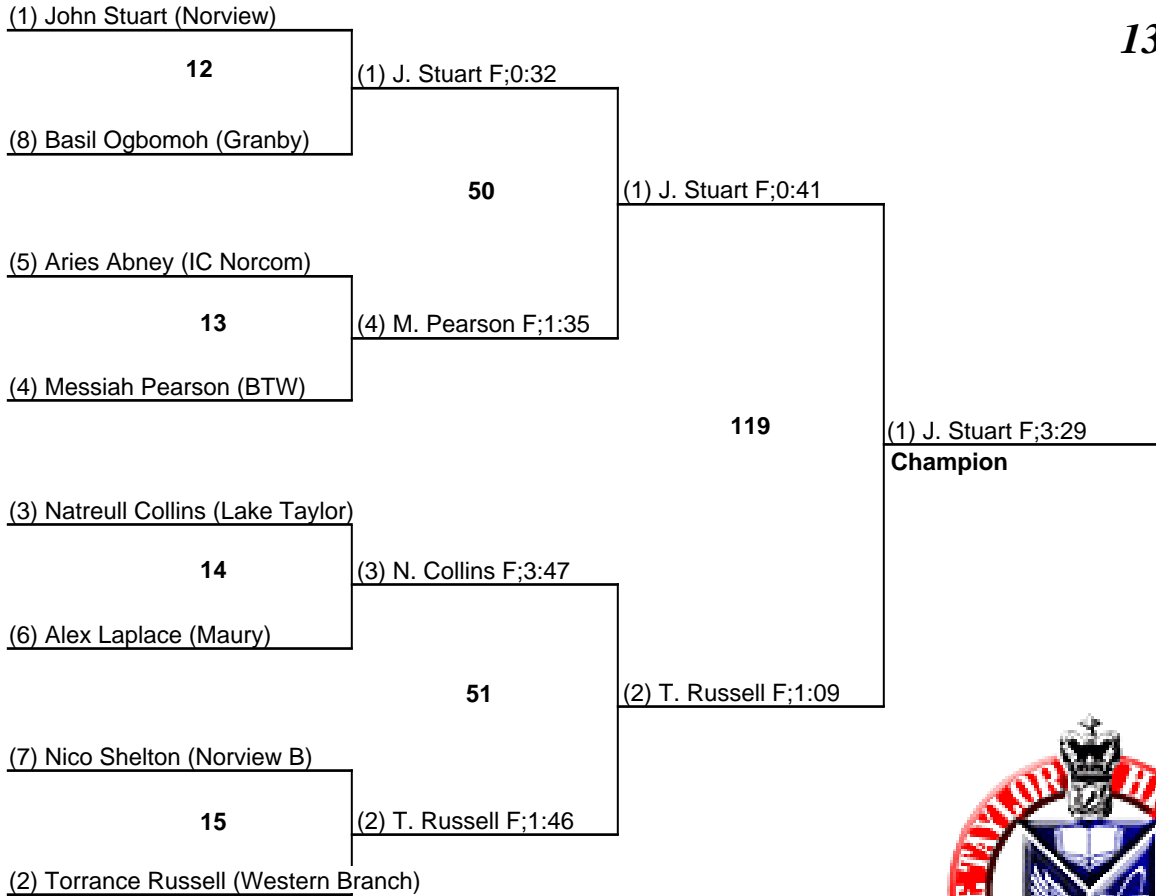 (1) John Stuart (Norview)
13
12
(1) J. Stuart F;0:32
(8) Basil Ogbomoh (Granby)
50
(1) J. Stuart F;0:41
(5) Aries Abney (IC Norcom)
13
(4) M. Pearson F;1:35
(4) Messiah Pearson (BTW)
119
(1) J. Stuart F;3:29
Champion
(3) Natreull Collins (Lake Taylor)
14
(3) N. Collins F;3:47
(6) Alex Laplace (Maury)
51
(2) T. Russell F;1:09
(7) Nico Shelton (Norview B)
15
(2) T. Russell F;1:46
(2) Torrance Russell (Western Branch)
TAYLOR